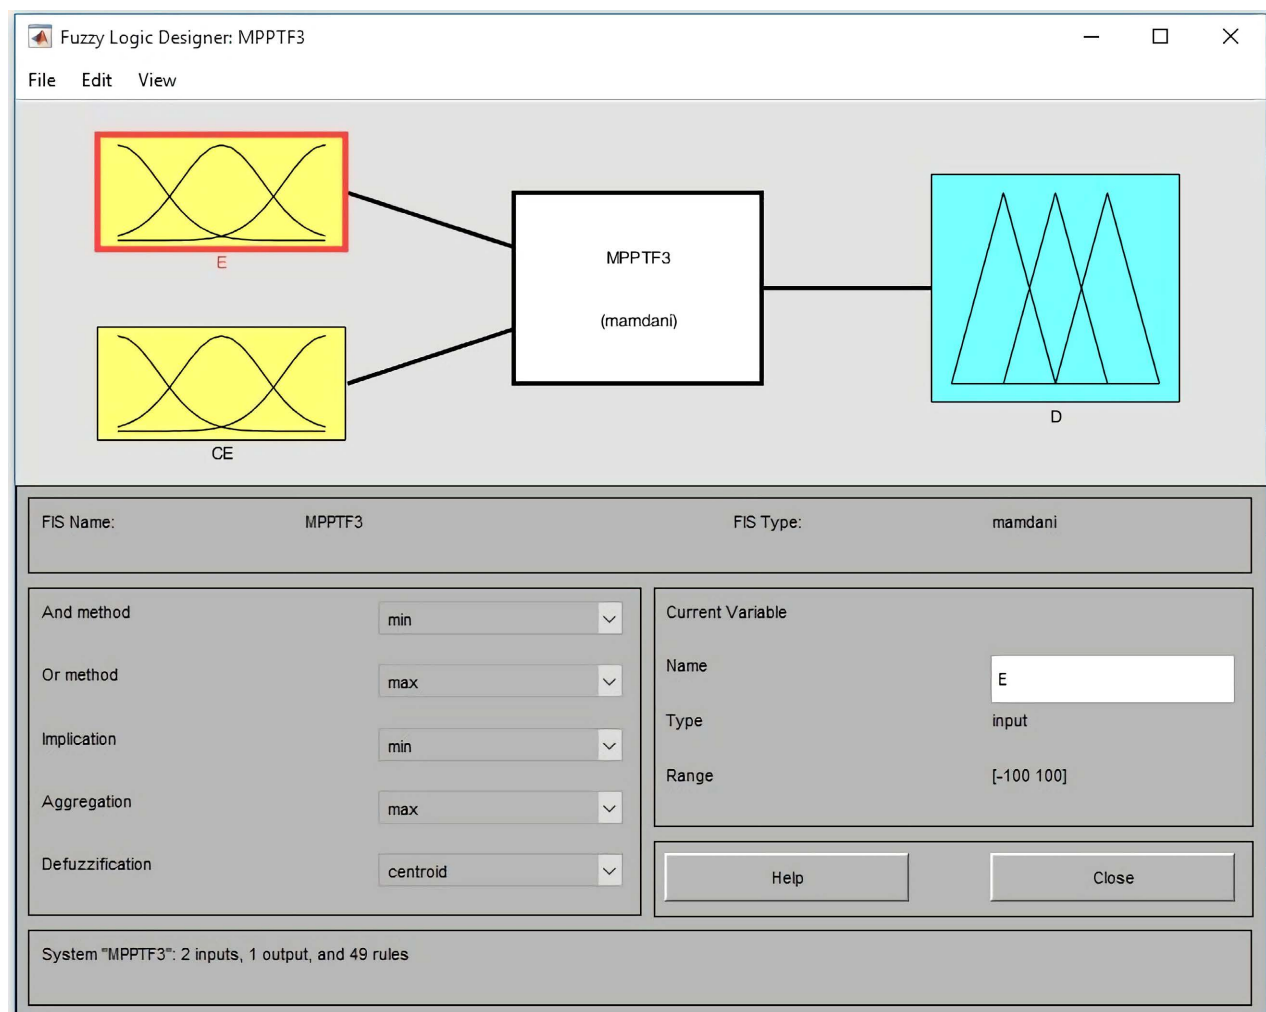 Fuzzy Logic Designer: MPPTF3
File Edit View
E
MPPTF3
(mamdani)
CE
D
FIS Name: MPPTF3 FIS Type: mamdani
And method min
Or method max
Implication min
Aggregation max
Defuzzification centroid
Current Variable
Name E
Type input
Range [-100 100]
Help Close
System "MPPTF3": 2 inputs, 1 output, and 49 rules